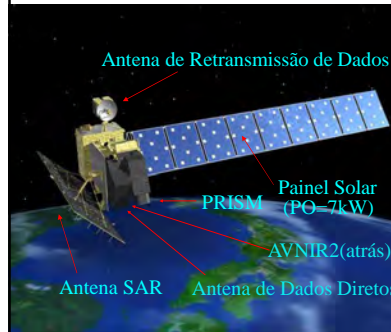 Antena de Retransmissão de Dados
Painel Solar
(PO=7kW)
PRISM
AVNIR2(atrás)
Antena SAR
Antena de Dados Diretos